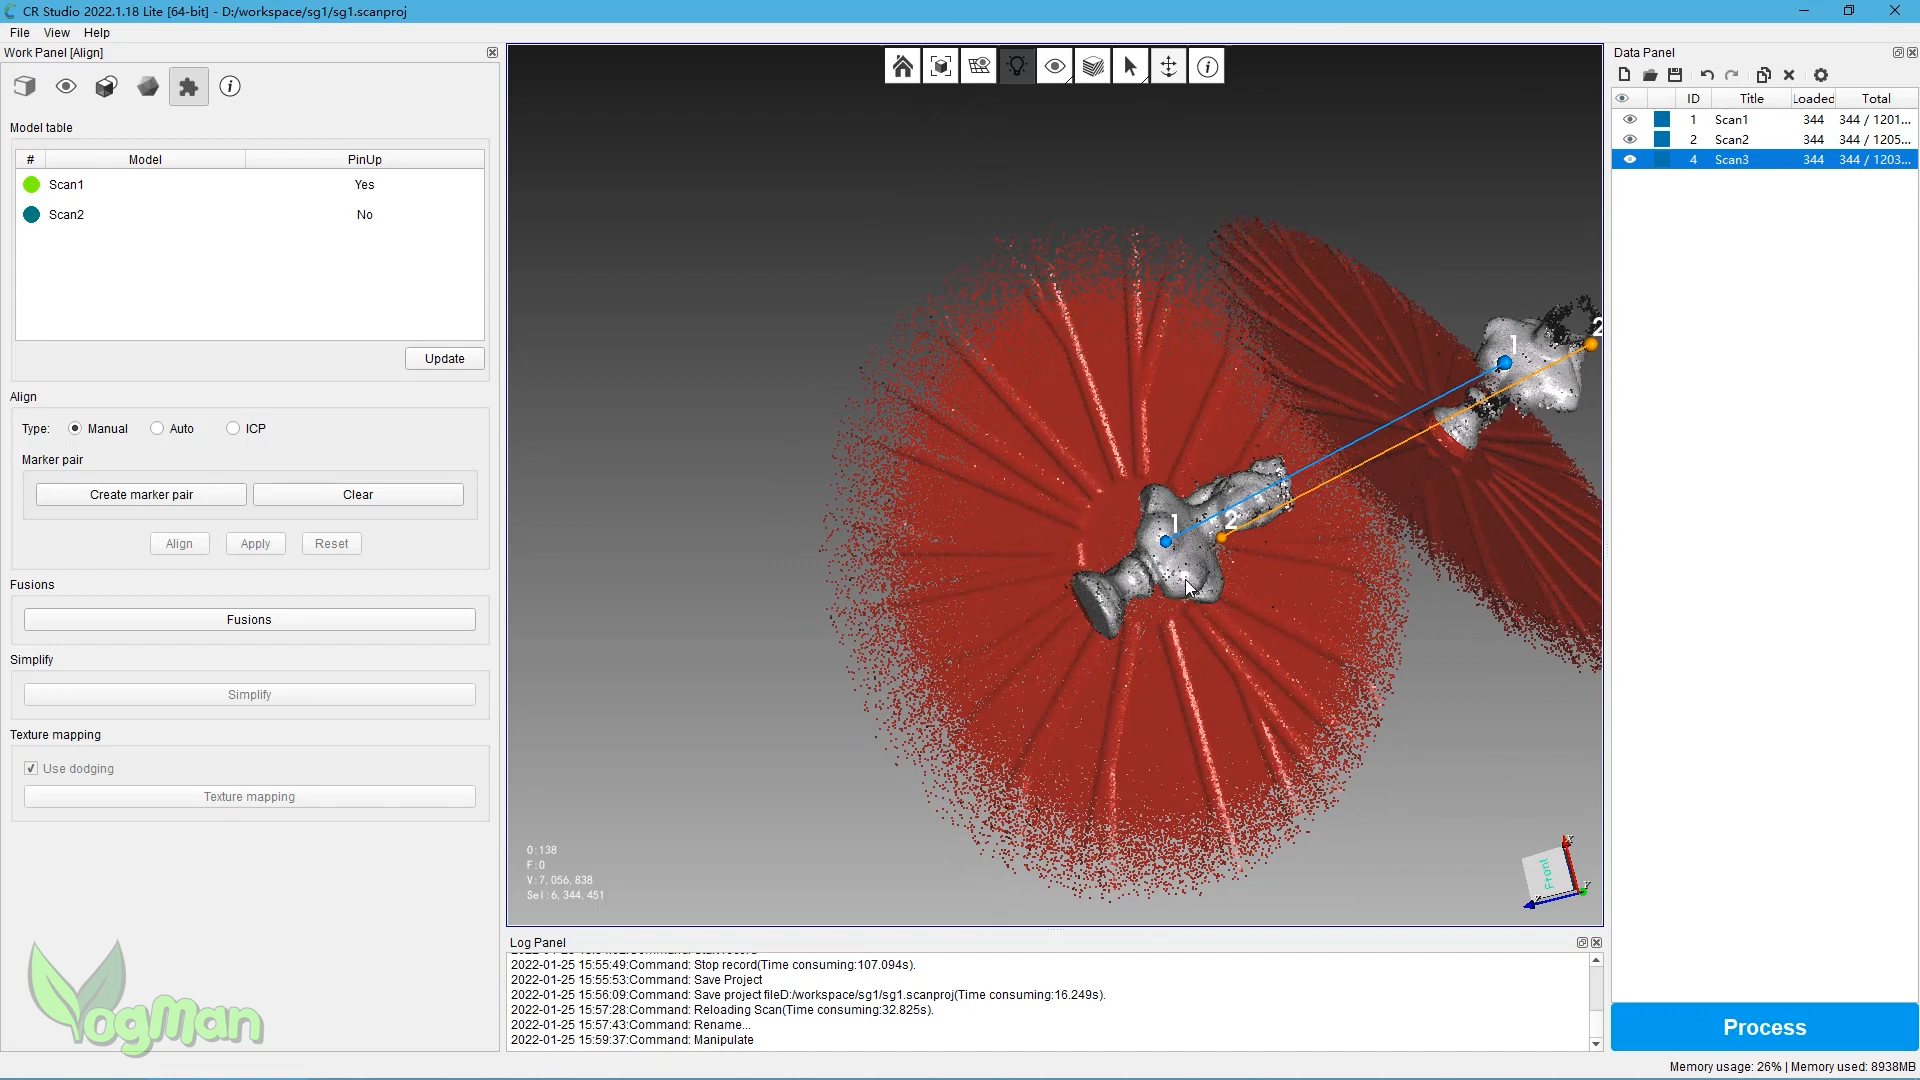 CR Studio 2022.1.18 Lite [64-bit] - D:/workspace/sg1/sg1.scanproj
File View Help
Work Panel [Align]
Model table
# Model PinUp
Scan1 Yes
Scan2 No
Update
Align
Type: Manual Auto ICP
Marker pair
Create marker pair Clear
Align Apply Reset
Fusions
Fusions
Simplify
Simplify
Texture mapping
Use dodging
Texture mapping
VogMan
1
2
1
2
O:138
F:0
V:7,056,838
Sel:6,344,451
Front
Log Panel
2022-01-25 15:55:49:Command: Stop record(Time consuming:107.094s).
2022-01-25 15:55:53:Command: Save Project
2022-01-25 15:56:09:Command: Save project fileD:/workspace/sg1/sg1.scanproj(Time consuming:16.249s).
2022-01-25 15:57:28:Command: Reloading Scan(Time consuming:32.825s).
2022-01-25 15:57:43:Command: Rename...
2022-01-25 15:59:37:Command: Manipulate
Data Panel
ID Title Loaded Total
1 Scan1 344 344 / 1201...
2 Scan2 344 344 / 1205...
4 Scan3 344 344 / 1203...
Process
Memory usage: 26% | Memory used: 8938MB